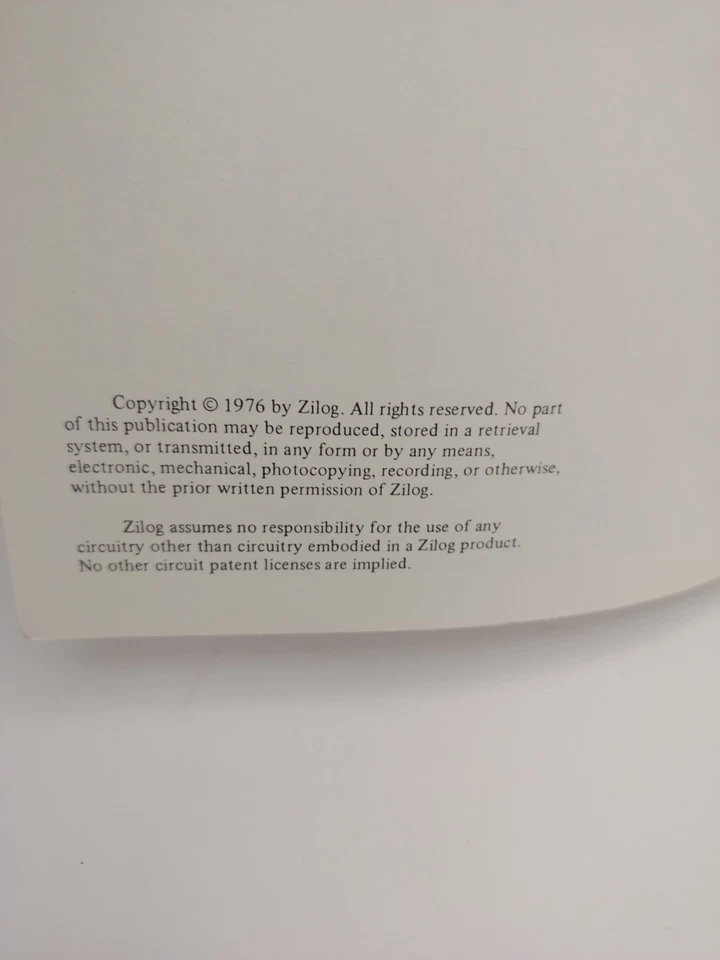 Copyright © 1976 by Zilog. All rights reserved. No part
of this publication may be reproduced, stored in a retrieval
system, or transmitted, in any form or by any means,
electronic, mechanical, photocopying, recording, or otherwise,
without the prior written permission of Zilog.
Zilog assumes no responsibility for the use of any
circuitry other than circuitry embodied in a Zilog product.
No other circuit patent licenses are implied.